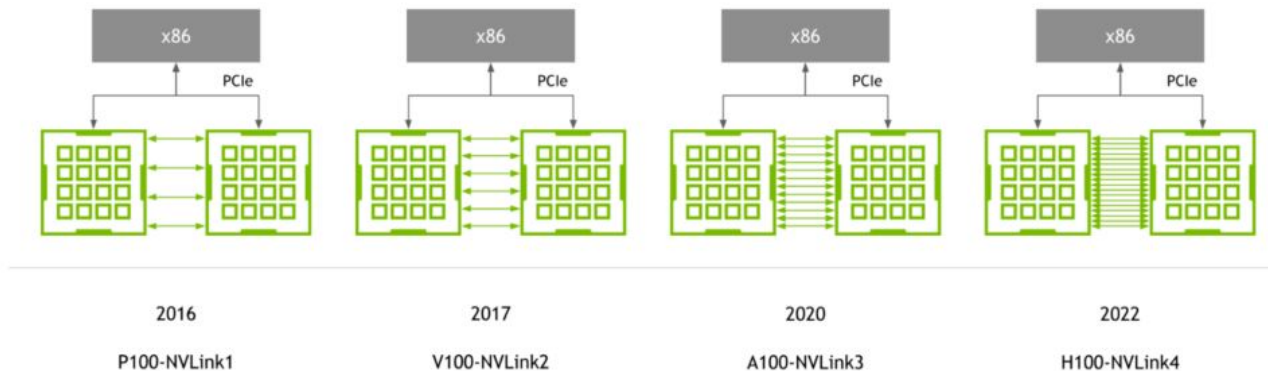 x86
x86
x86
x86
PCIe
PCIe
PCIe
PCIe
2016
2017
2020
2022
P100-NVLink1
V100-NVLink2
A100-NVLink3
H100-NVLink4